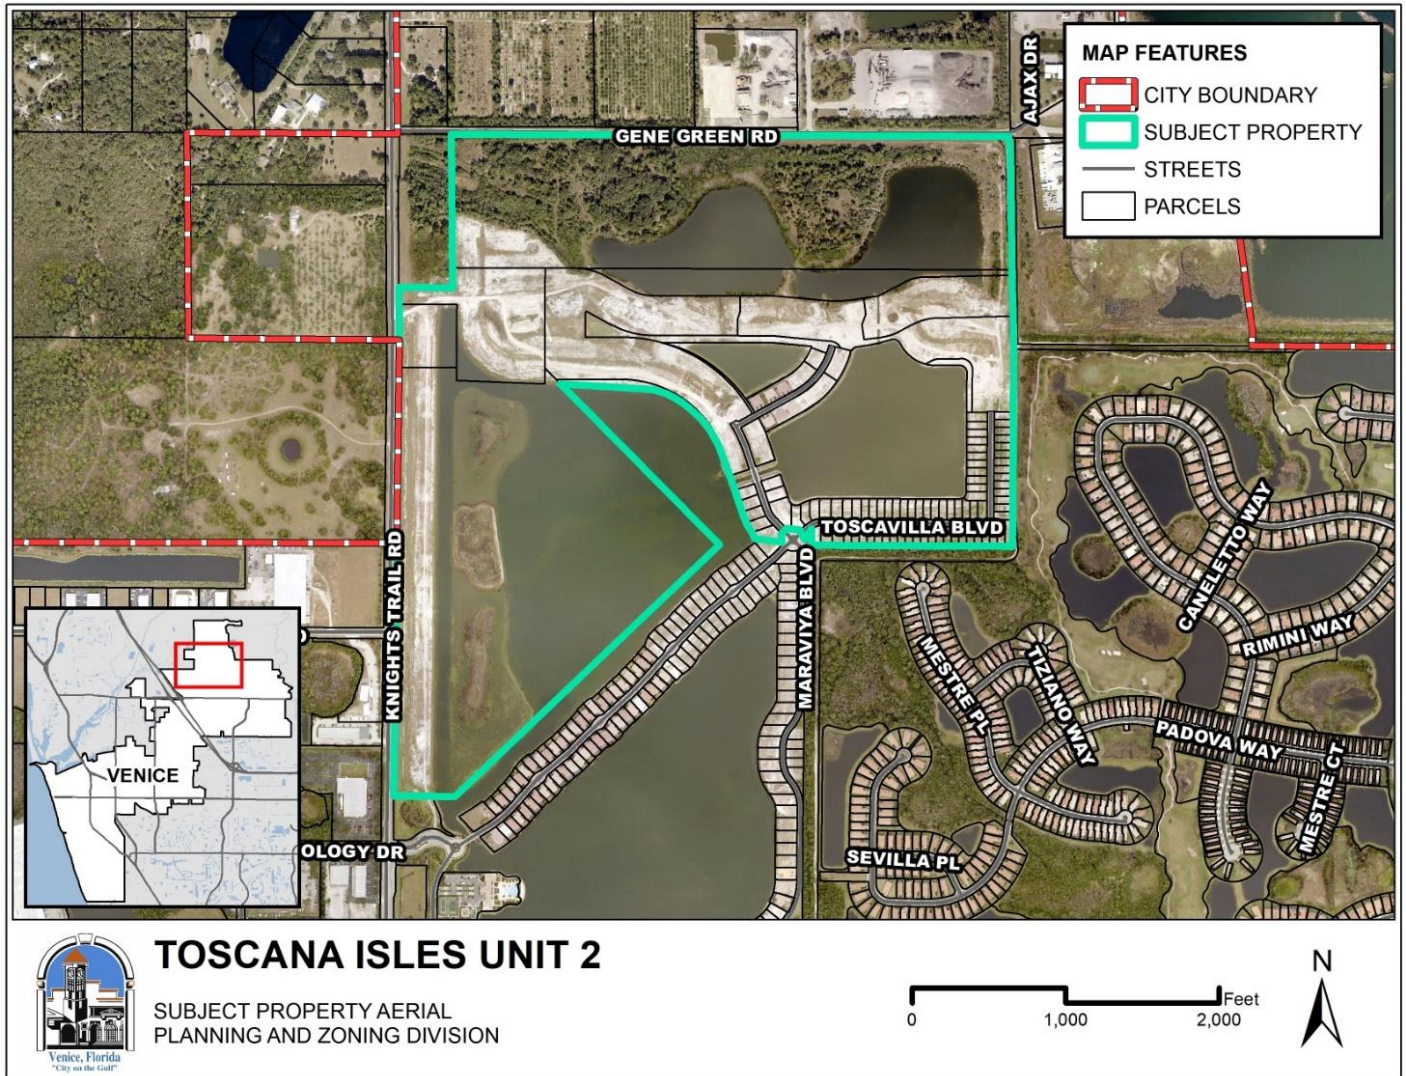 MAP FEATURES
CITY BOUNDARY
SUBJECT PROPERTY
STREETS
PARCELS
AJAX DR
GENE GREEN RD
TOSCAVILLA BLVD
KNIGHTS TRAIL RD
MARAVIYA BLVD
CANELETTO WAY
RIMINI WAY
MESTRE PL
TIZIANO WAY
PADOVA WAY
MESTRE CT
SEVILLA PL
D
OLOGY DR
VENICE
TOSCANA ISLES UNIT 2
SUBJECT PROPERTY AERIAL
PLANNING AND ZONING DIVISION
Venice, Florida
"City on the Gulf"
Feet
0 1,000 2,000
N